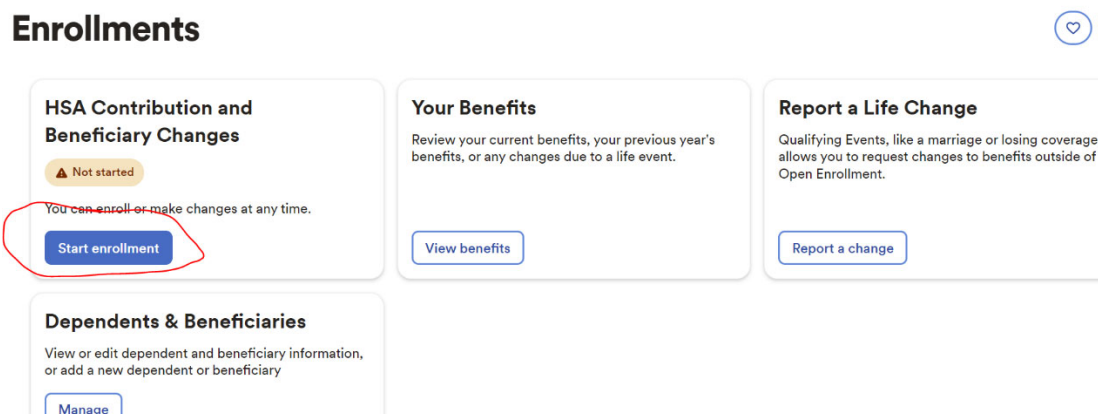 Enrollments
HSA Contribution and
Beneficiary Changes
Not started
You can enroll or make changes at any time.
Start enrollment
Your Benefits
Review your current benefits, your previous year's
benefits, or any changes due to a life event.
View benefits
Report a Life Change
Qualifying Events, like a marriage or losing coverage
allows you to request changes to benefits outside of
Open Enrollment.
Report a change
Dependents & Beneficiaries
View or edit dependent and beneficiary information,
or add a new dependent or beneficiary
Manage